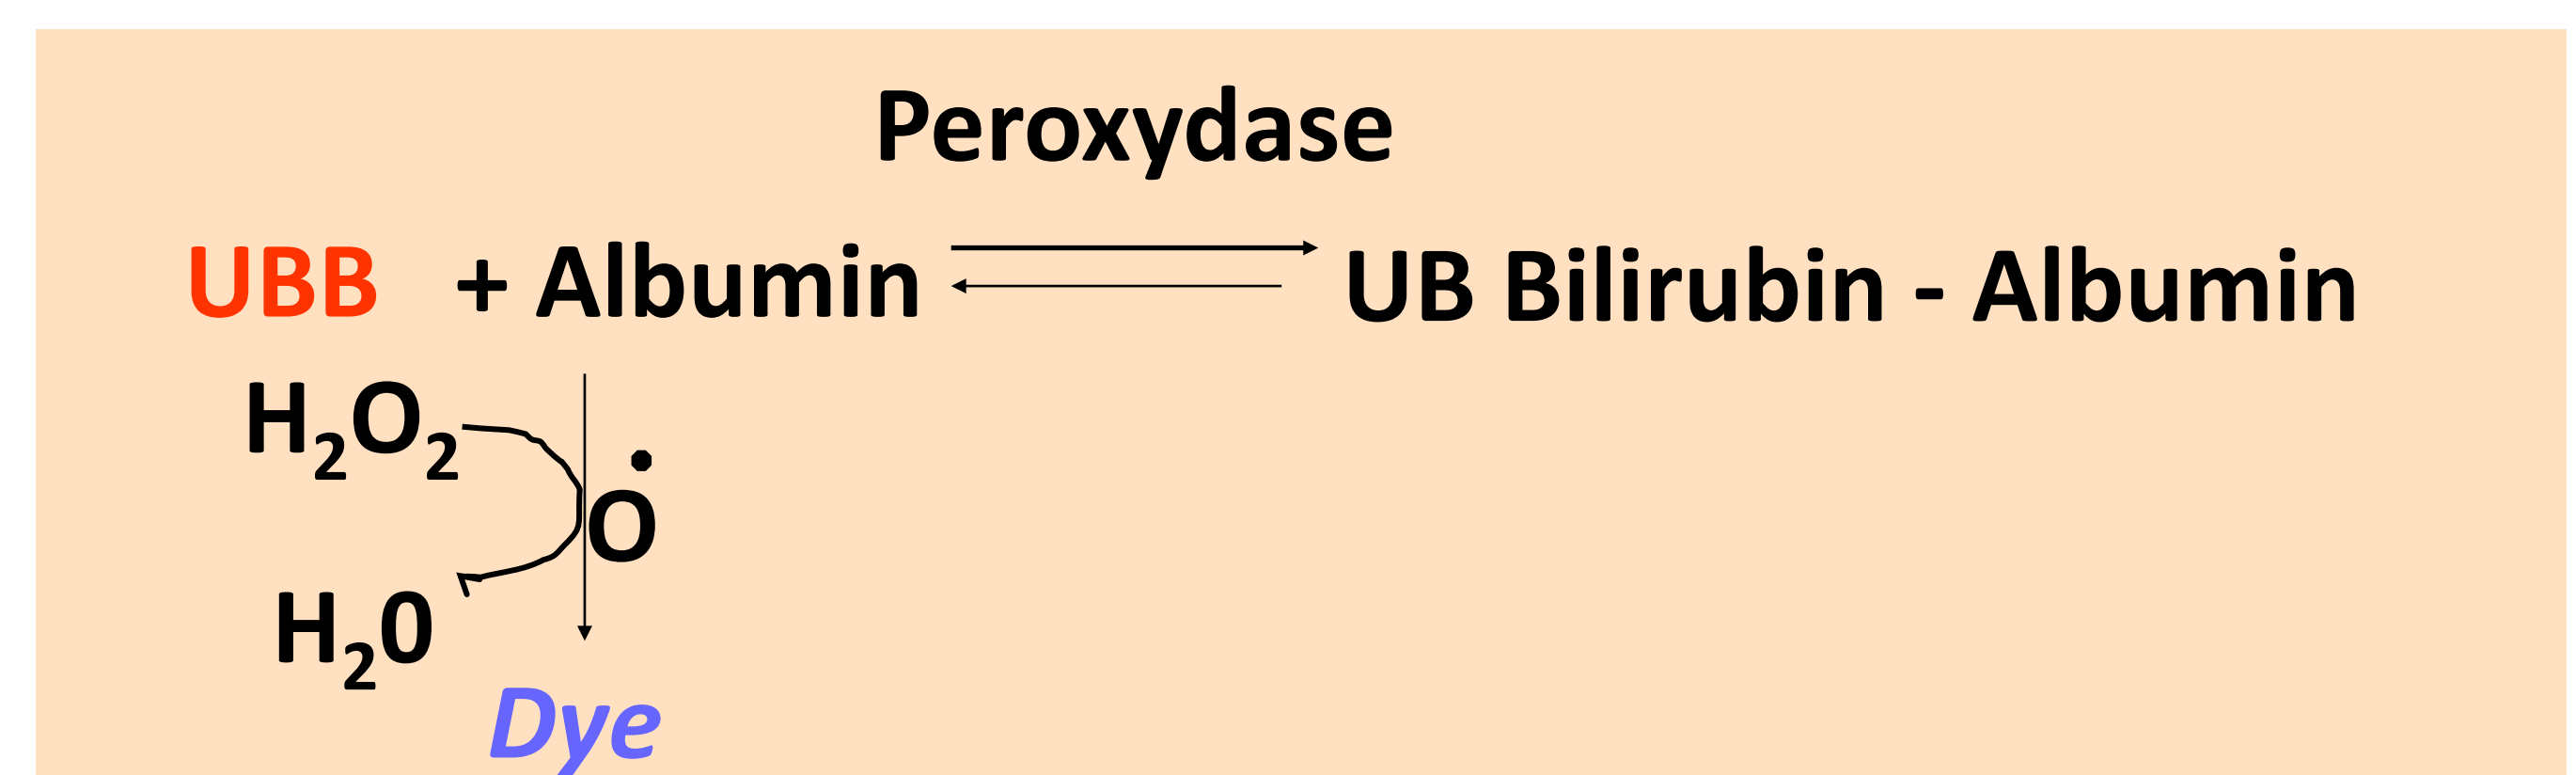 Peroxydase
UBB + Albumin UB Bilirubin - Albumin
H₂O₂
O
H₂0
Dye